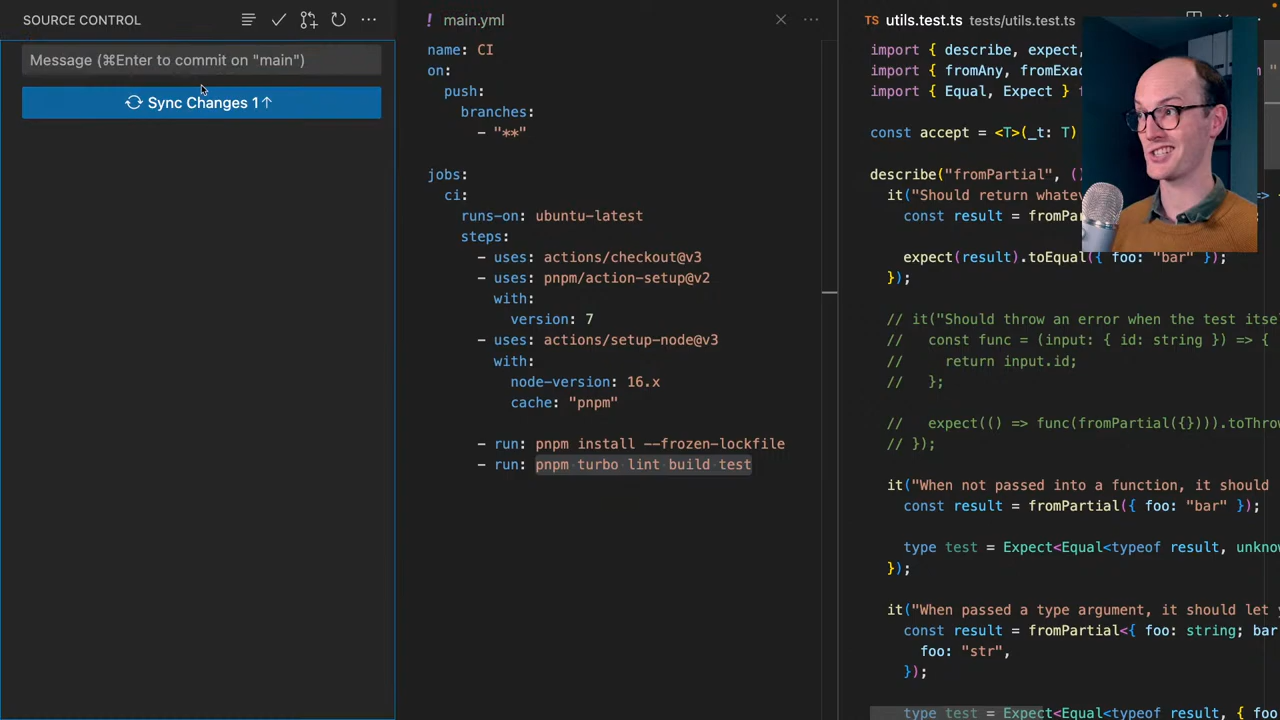 SOURCE CONTROL
Message (⌘Enter to commit on "main")
Sync Changes 1↑
! main.yml
name: CI
on:
push:
branches:
- "**"
jobs:
ci:
runs-on: ubuntu-latest
steps:
- uses: actions/checkout@v3
- uses: pnpm/action-setup@v2
with:
version: 7
- uses: actions/setup-node@v3
with:
node-version: 16.x
cache: "pnpm"
- run: pnpm install --frozen-lockfile
- run: pnpm turbo lint build test
utils.test.ts tests/utils.test.ts
import { describe, expect,
import { fromAny, fromExac
import { Equal, Expect } f
const accept = <T>(_t: T)
describe("fromPartial", ()
it("Should return whatev
const result = fromPar
expect(result).toEqual({ foo: "bar" });
});
// it("Should throw an error when the test itse
// const func = (input: { id: string }) => {
// return input.id;
// };
// expect(() => func(fromPartial({}))).toThrow
// });
it("When not passed into a function, it should
const result = fromPartial({ foo: "bar" });
type test = Expect<Equal<typeof result, unknow
});
it("When passed a type argument, it should let y
const result = fromPartial<{ foo: string; bar
foo: "str",
});
type test = Expect<Equal<typeof result, { foo